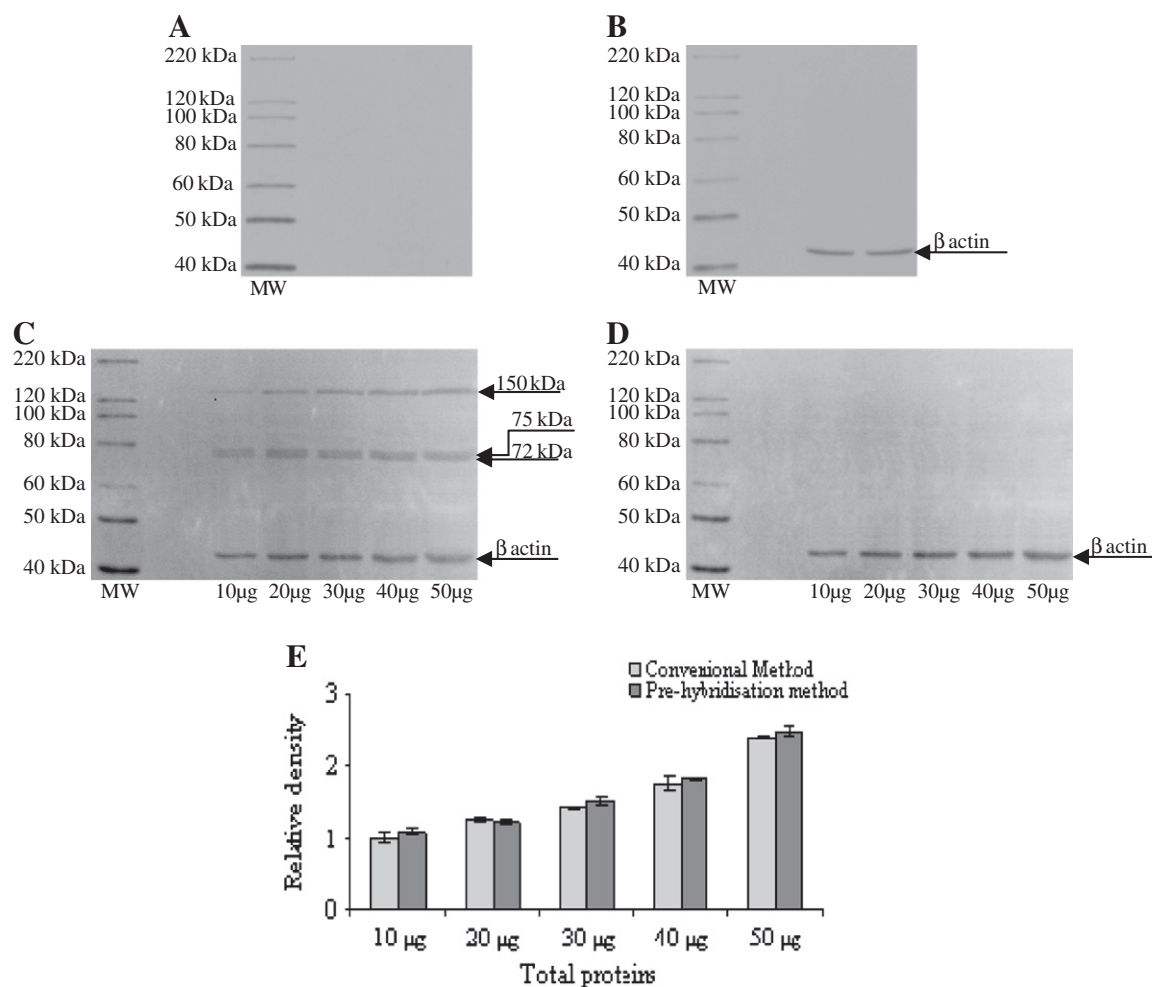 A
220 kDa
120 kDa
100 kDa
80 kDa
60 kDa
50 kDa
40 kDa
MW
B
220 kDa
120 kDa
100 kDa
80 kDa
60 kDa
50 kDa
40 kDa
β actin
MW
C
220 kDa
120 kDa
100 kDa
80 kDa
60 kDa
50 kDa
40 kDa
150 kDa
75 kDa
72 kDa
β actin
MW 10µg 20µg 30µg 40µg 50µg
D
220 kDa
120 kDa
100 kDa
80 kDa
60 kDa
50 kDa
40 kDa
β actin
MW 10µg 20µg 30µg 40µg 50µg
E
Conventional Method
Pre-hybridisation method
Relative density
3
2
1
0
10 µg 20 µg 30 µg 40 µg 50 µg
Total proteins